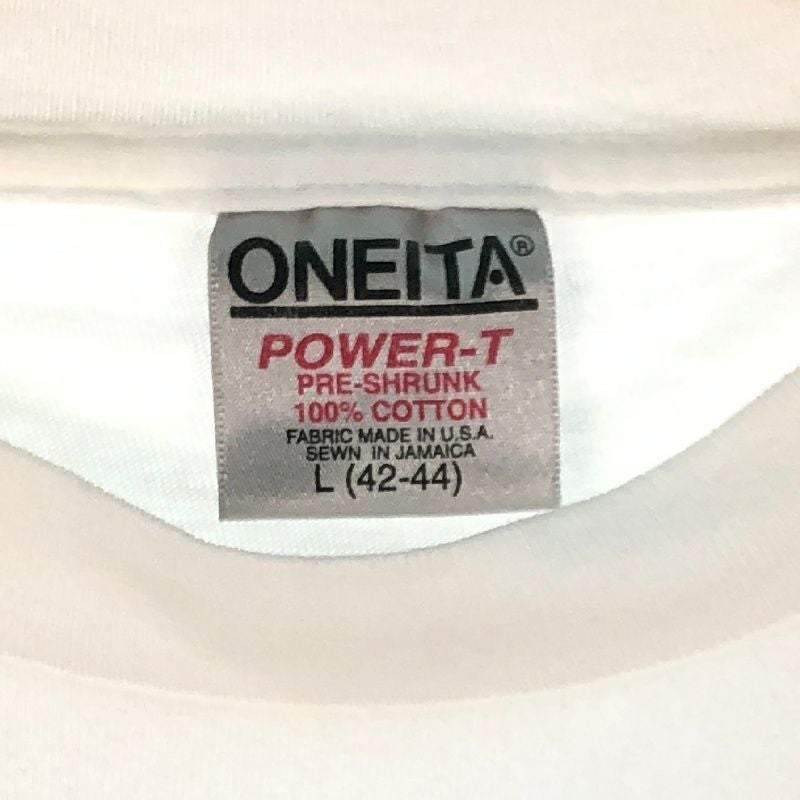 ONEITA®
POWER-T
PRE-SHRUNK
100% COTTON
FABRIC MADE IN U.S.A.
SEWN IN JAMAICA
L (42-44)